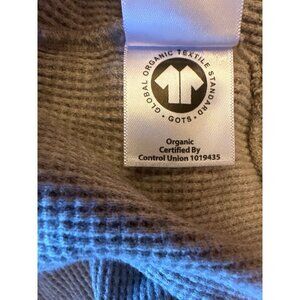 GLOBAL ORGANIC TEXTILE STANDARD
· GOTS ·
Organic
Certified By
Control Union 1019435